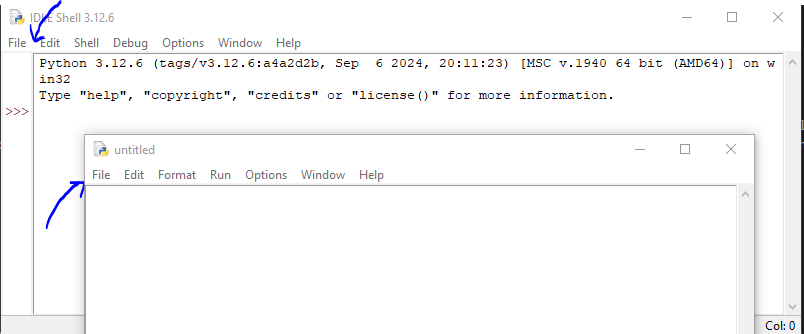 IDLE Shell 3.12.6
File Edit Shell Debug Options Window Help
Python 3.12.6 (tags/v3.12.6:a4a2d2b, Sep  6 2024, 20:11:23) [MSC v.1940 64 bit (AMD64)] on w
in32
Type "help", "copyright", "credits" or "license()" for more information.
>>>
untitled
File Edit Format Run Options Window Help
Col: 0